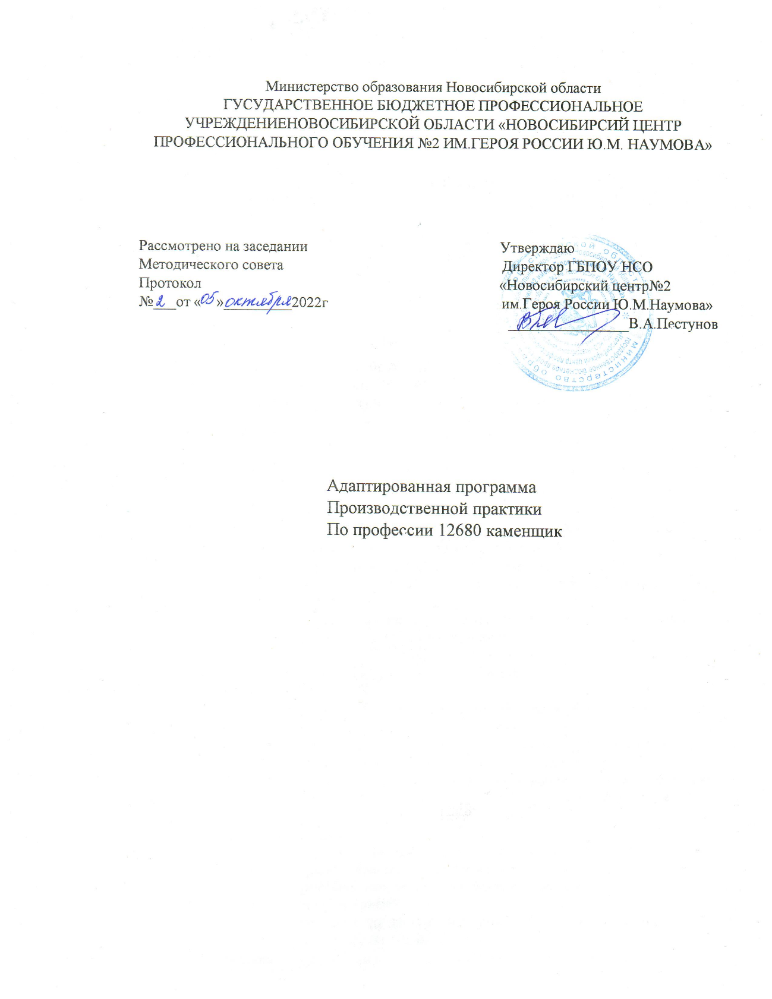 Министерство образования Новосибирской области
ГУСУДАРСТВЕННОЕ БЮДЖЕТНОЕ ПРОФЕССИОНАЛЬНОЕ
УЧРЕЖДЕНИЕНОВОСИБИРСКОЙ ОБЛАСТИ «НОВОСИБИРСИЙ ЦЕНТР
ПРОФЕССИОНАЛЬНОГО ОБУЧЕНИЯ №2 ИМ.ГЕРОЯ РОССИИ Ю.М. НАУМОВА»
Рассмотрено на заседании
Методического совета
Протокол
№ 2 от «05» октября 2022г
Утверждаю
Директор ГБПОУ НСО
«Новосибирский центр№2
им.Героя России Ю.М.Наумова»
В.А.Пестунов
Адаптированная программа
Производственной практики
По профессии 12680 каменщик